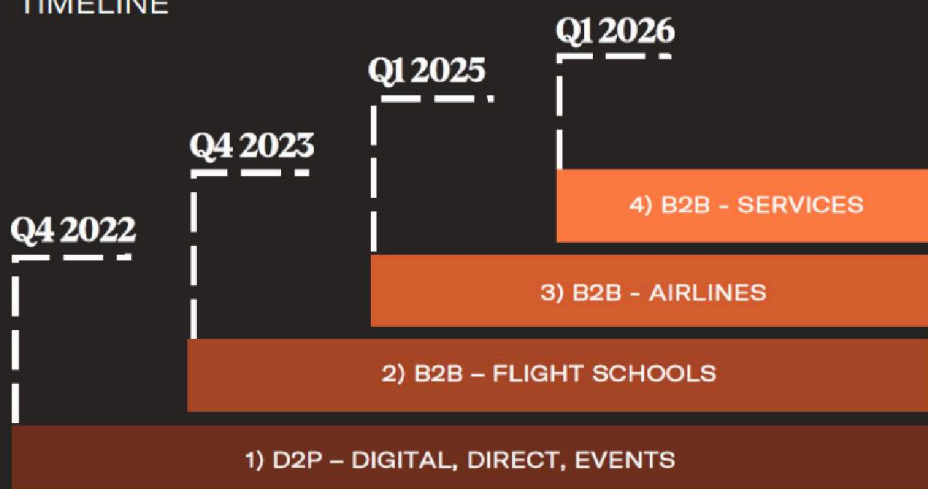 TIMELINE
Q1 2026
Q1 2025
Q4 2023
4) B2B - SERVICES
Q4 2022
3) B2B - AIRLINES
2) B2B – FLIGHT SCHOOLS
1) D2P – DIGITAL, DIRECT, EVENTS